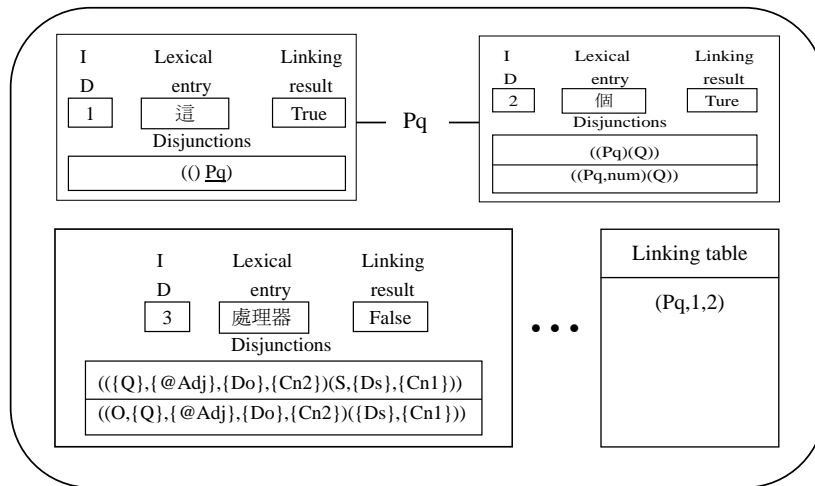 I Lexical Linking
D entry result
1 這 True
Disjunctions
(() Pq)
Pq
I Lexical Linking
D entry result
2 個 Ture
Disjunctions
((Pq)(Q))
((Pq,num)(Q))
I Lexical Linking
D entry result
3 處理器 False
Disjunctions
(({Q},{@Adj},{Do},{Cn2})(S,{Ds},{Cn1}))
((O,{Q},{@Adj},{Do},{Cn2})({Ds},{Cn1}))
• • •
Linking table
(Pq,1,2)